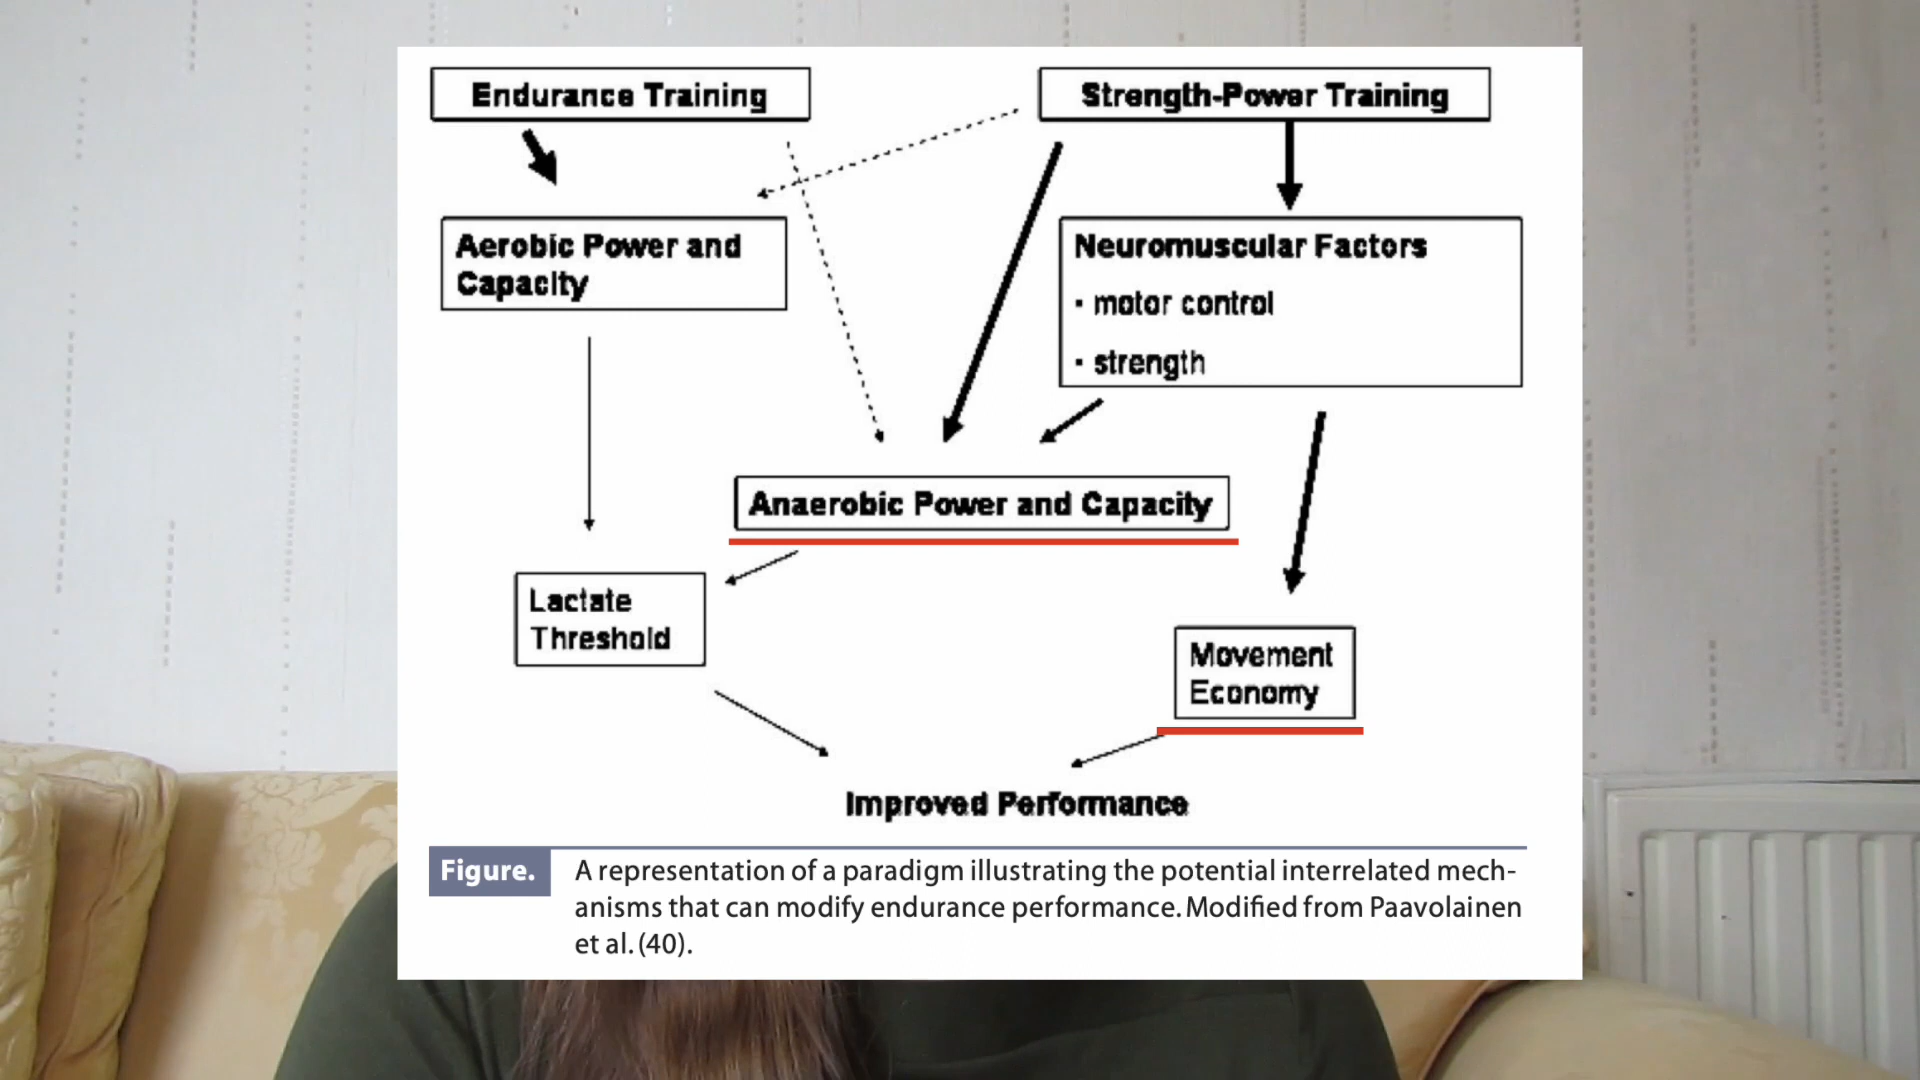 Endurance Training
Strength-Power Training
Aerobic Power and
Capacity
Neuromuscular Factors
· motor control
· strength
Anaerobic Power and Capacity
Lactate
Threshold
Movement
Economy
Improved Performance
Figure. A representation of a paradigm illustrating the potential interrelated mech-
anisms that can modify endurance performance. Modified from Paavolainen
et al. (40).